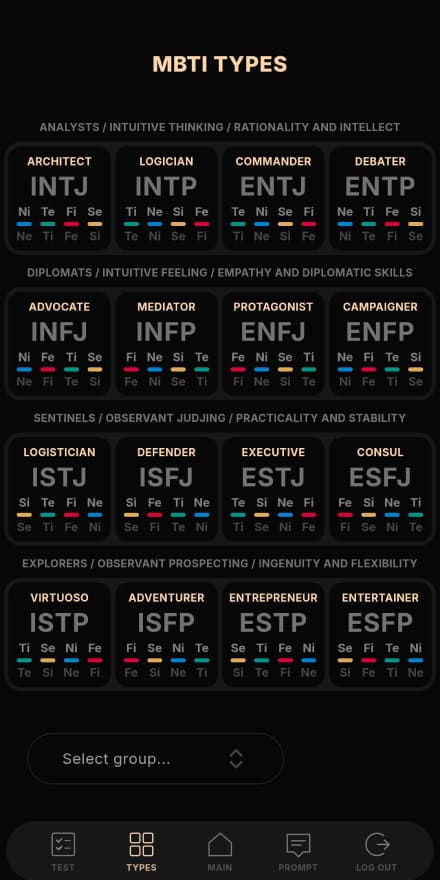 MBTI TYPES
ANALYSTS / INTUITIVE THINKING / RATIONALITY AND INTELLECT
ARCHITECT LOGICIAN COMMANDER DEBATER
INTJ INTP ENTJ ENTP
Ni Te Fi Se Ti Ne Si Fe Te Ni Se Fi Ne Ti Fe Si
Ne Ti Fe Si Te Ni Se Fi Ti Ne Si Fe Ni Te Fi Se
DIPLOMATS / INTUITIVE FEELING / EMPATHY AND DIPLOMATIC SKILLS
ADVOCATE MEDIATOR PROTAGONIST CAMPAIGNER
INFJ INFP ENFJ ENFP
Ni Fe Ti Se Fi Ne Si Te Fe Ni Se Ti Ne Fi Te Si
Ne Fi Te Si Fe Ni Se Ti Fi Ne Si Te Ni Fe Ti Se
SENTINELS / OBSERVANT JUDJING / PRACTICALITY AND STABILITY
LOGISTICIAN DEFENDER EXECUTIVE CONSUL
ISTJ ISFJ ESTJ ESFJ
Si Te Fi Ne Si Fe Ti Ne Te Si Ne Fi Fe Si Ne Ti
Se Ti Fe Ni Se Fi Te Ni Ti Se Ni Fe Fi Se Ni Te
EXPLORERS / OBSERVANT PROSPECTING / INGENUITY AND FLEXIBILITY
VIRTUOSO ADVENTURER ENTREPRENEUR ENTERTAINER
ISTP ISFP ESTP ESFP
Ti Se Ni Fe Fi Se Ni Te Se Ti Fe Ni Se Fi Te Ni
Te Si Ne Fi Fe Si Ne Ti Si Te Fi Ne Si Fe Ti Ne
Select group...
TEST TYPES MAIN PROMPT LOG OUT